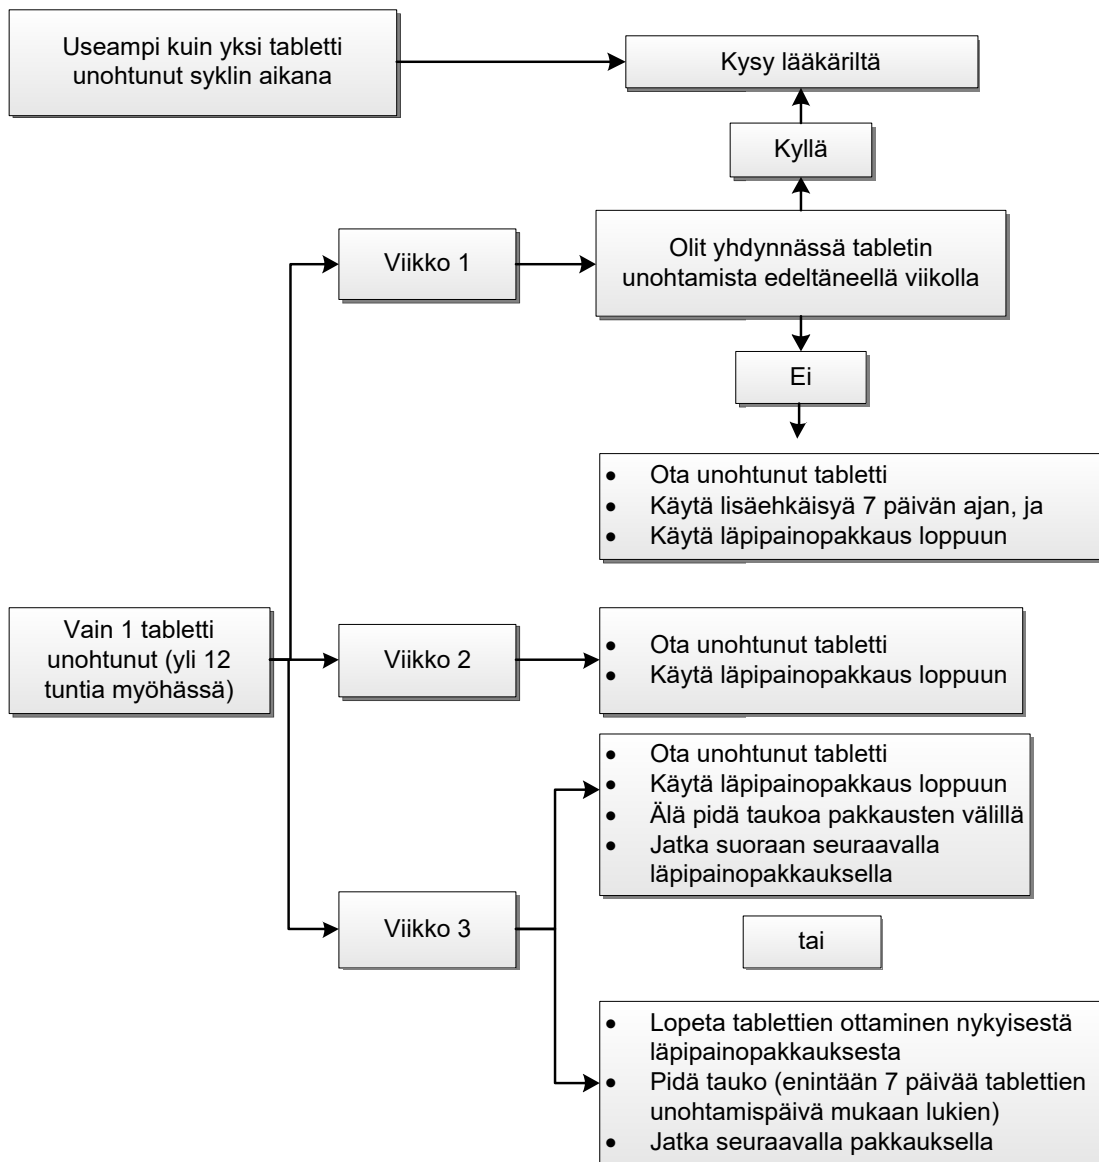 Useampi kuin yksi tabletti
unohtunut syklin aikana
Kysy lääkäriltä
Kyllä
Viikko 1
Olit yhdynnässä tabletin
unohtamista edeltäneellä viikolla
Ei
• Ota unohtunut tabletti
• Käytä lisäehkäisyä 7 päivän ajan, ja
• Käytä läpipainopakkaus loppuun
Vain 1 tabletti
unohtunut (yli 12
tuntia myöhässä)
Viikko 2
• Ota unohtunut tabletti
• Käytä läpipainopakkaus loppuun
• Ota unohtunut tabletti
• Käytä läpipainopakkaus loppuun
• Älä pidä taukoa pakkausten välillä
• Jatka suoraan seuraavalla
läpipainopakkauksella
Viikko 3
tai
• Lopeta tablettien ottaminen nykyisestä
läpipainopakkauksesta
• Pidä tauko (enintään 7 päivää tablettien
unohtamispäivä mukaan lukien)
• Jatka seuraavalla pakkauksella